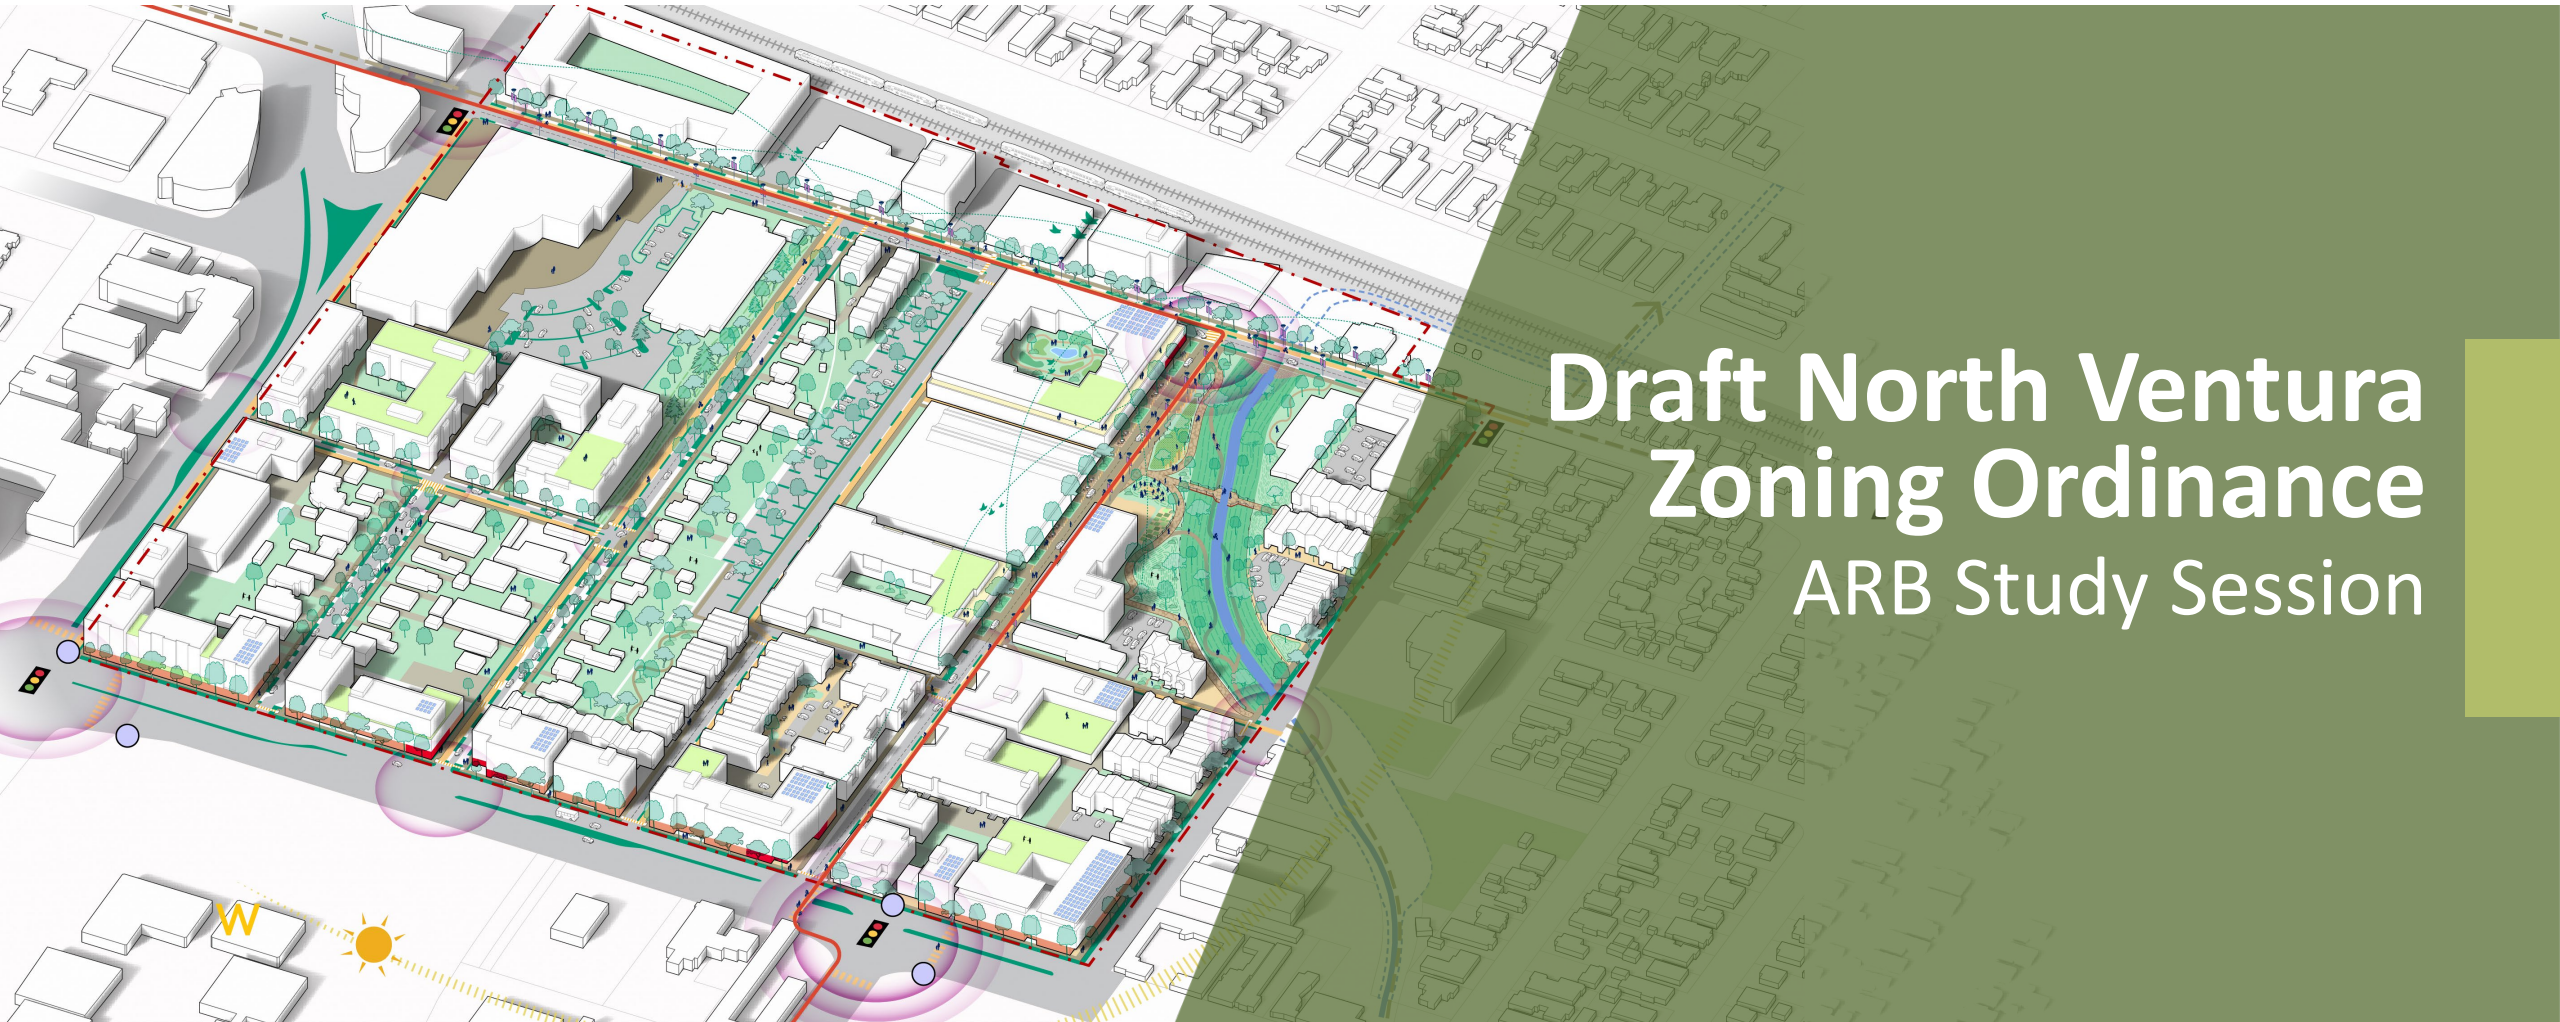 Draft North Ventura
Zoning Ordinance
ARB Study Session
W